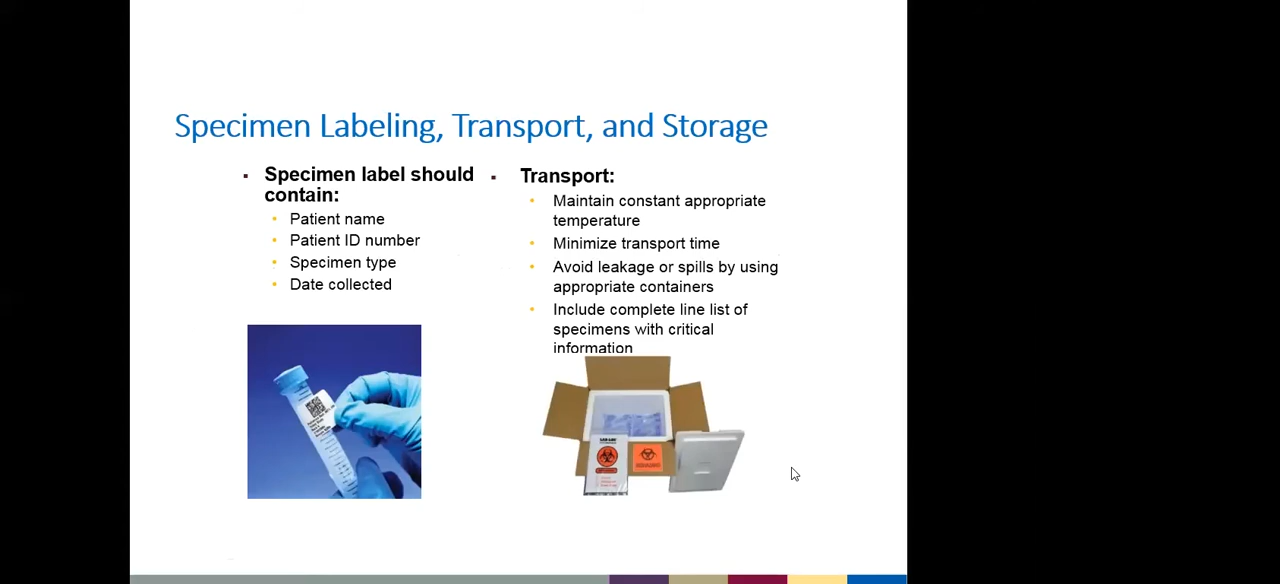 Specimen Labeling, Transport, and Storage
Specimen label should
contain:
Patient name
Patient ID number
Specimen type
Date collected
Transport:
Maintain constant appropriate
temperature
Minimize transport time
Avoid leakage or spills by using
appropriate containers
Include complete line list of
specimens with critical
information